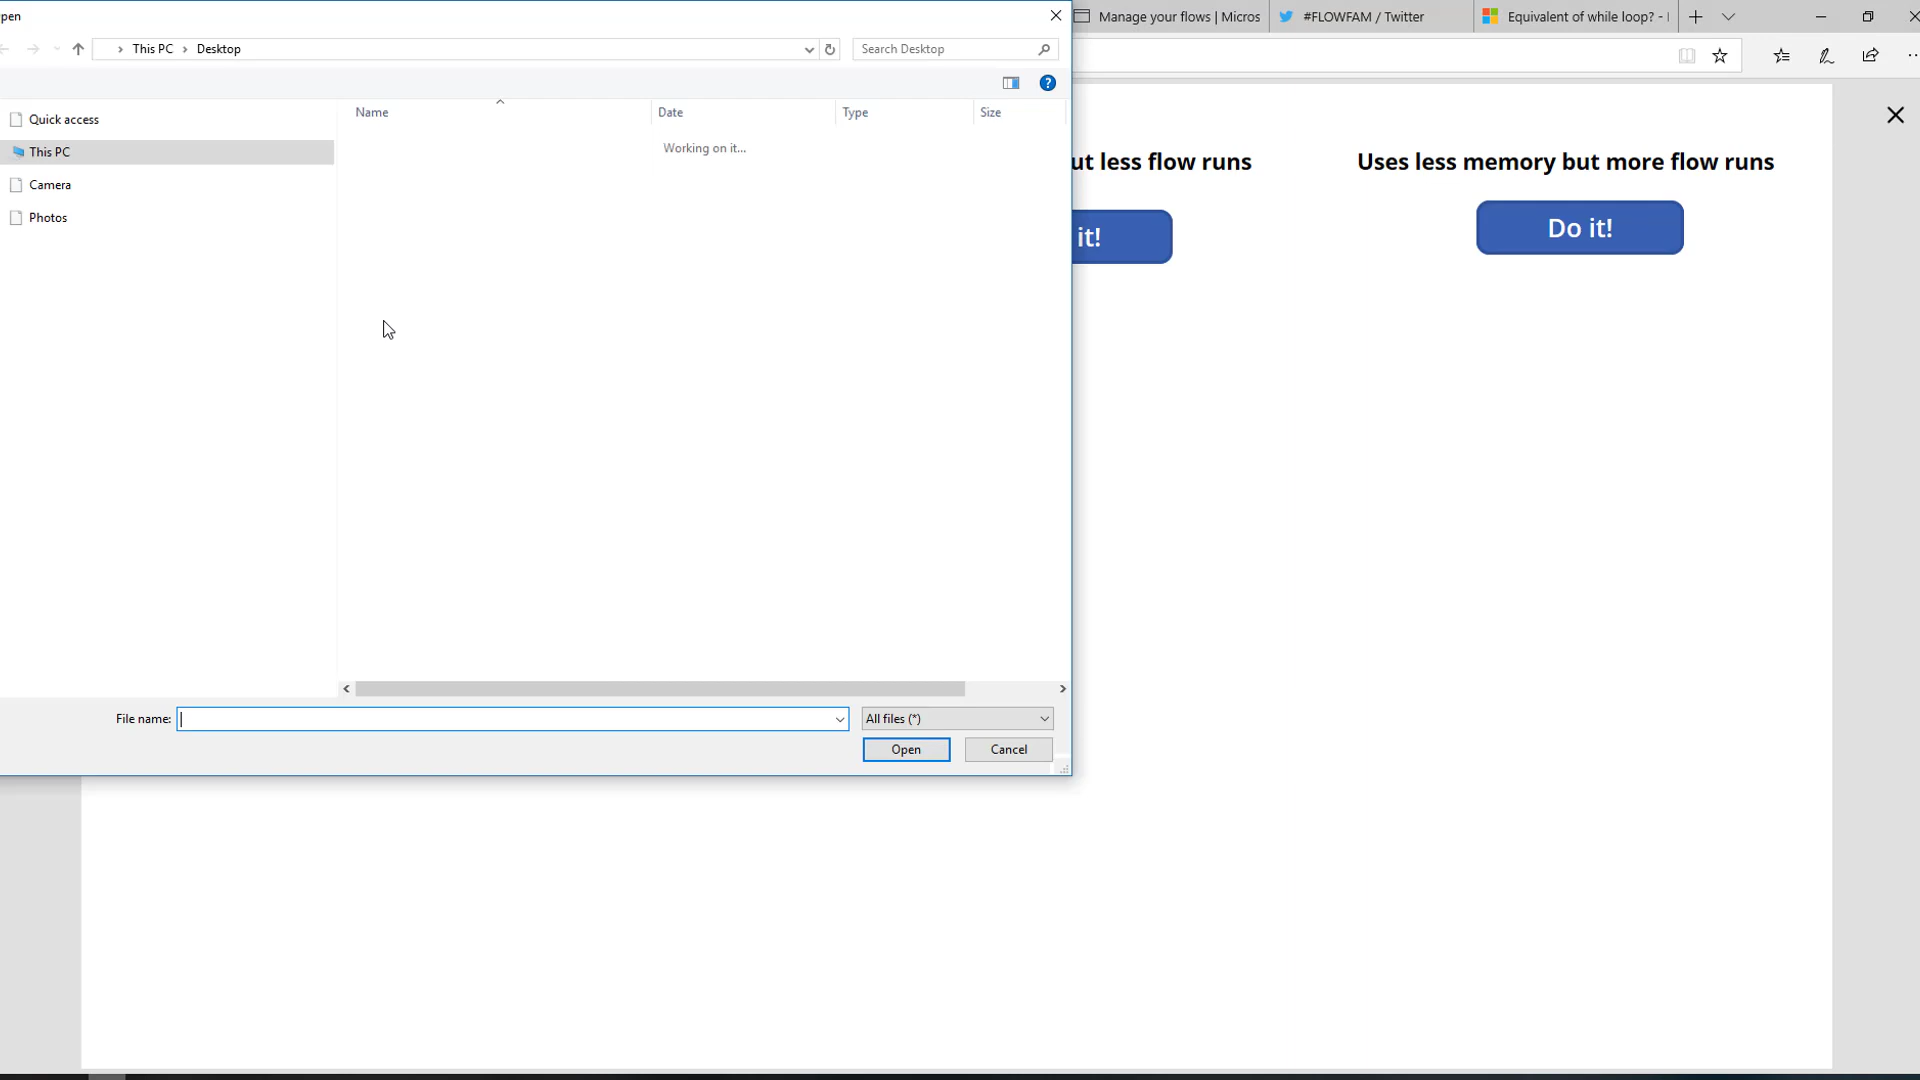 pen
Manage your flows | Micros
#FLOWFAM / Twitter
Equivalent of while loop? -
This PC
Desktop
Search Desktop
?
Name
Date
Type
Size
Working on it...
Quick access
This PC
Camera
Photos
ut less flow runs
Uses less memory but more flow runs
it!
Do it!
File name:
All files (*)
Open
Cancel